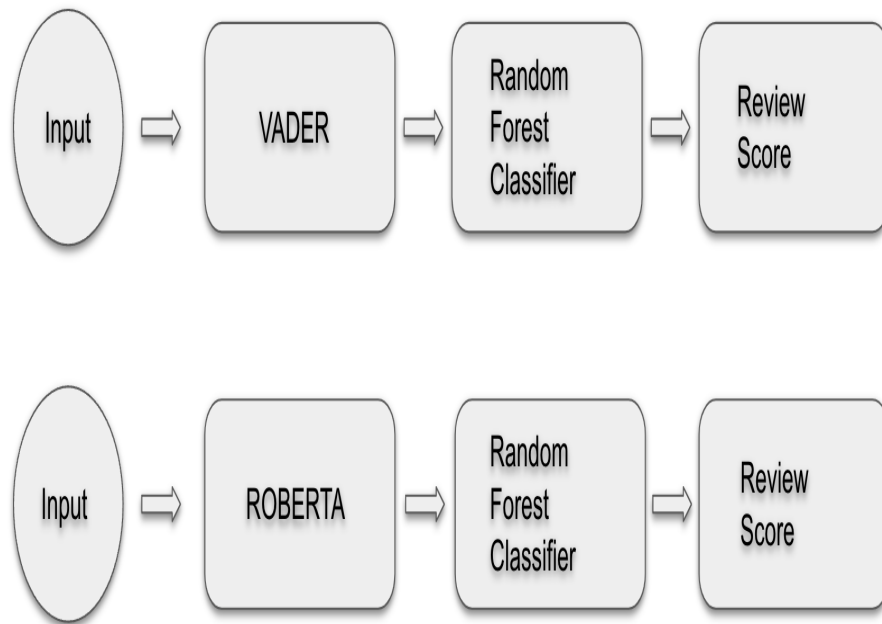 Input
VADER
Random
Forest
Classifier
Review
Score
Input
ROBERTA
Random
Forest
Classifier
Review
Score